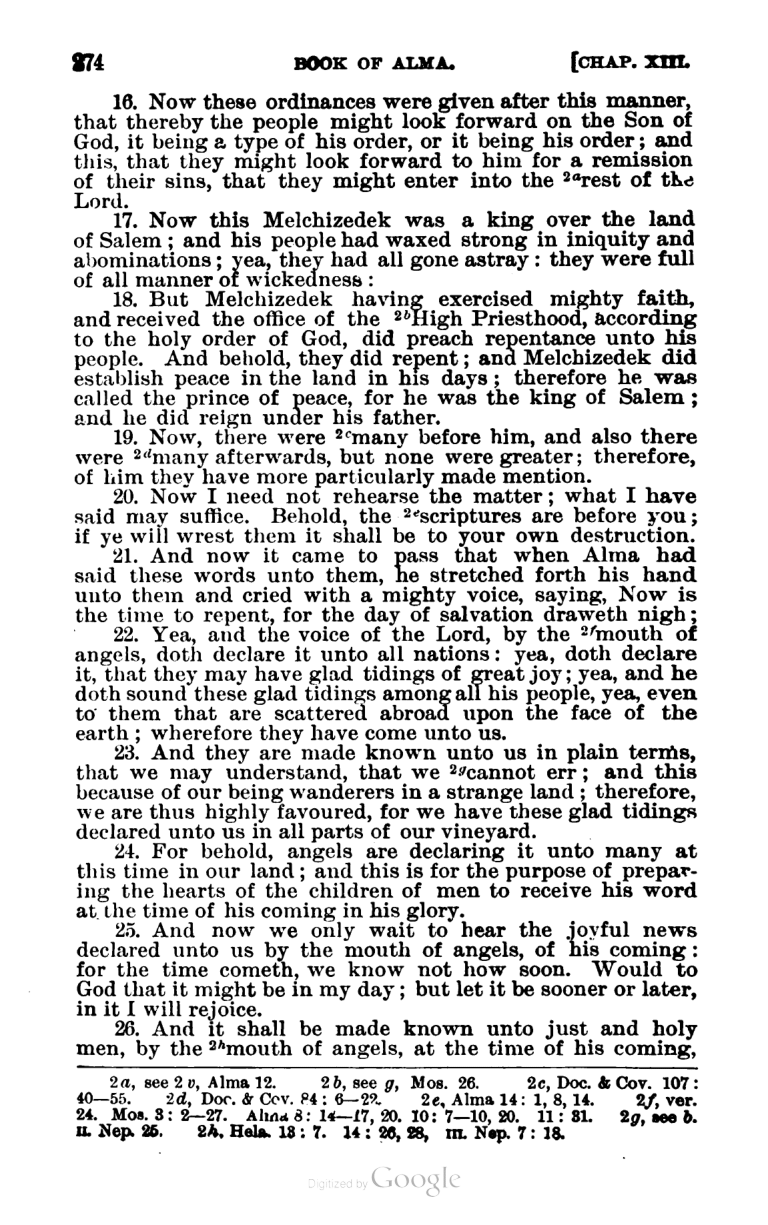 274 BOOK OF ALMA. [CHAP. XIII.
16. Now these ordinances were given after this manner,
that thereby the people might look forward on the Son of
God, it being a type of his order, or it being his order; and
this, that they might look forward to him for a remission
of their sins, that they might enter into the 2arest of the
Lord.
17. Now this Melchizedek was a king over the land
of Salem; and his people had waxed strong in iniquity and
abominations; yea, they had all gone astray: they were full
of all manner of wickedness:
18. But Melchizedek having exercised mighty faith,
and received the office of the 2bHigh Priesthood, according
to the holy order of God, did preach repentance unto his
people. And behold, they did repent; and Melchizedek did
establish peace in the land in his days; therefore he was
called the prince of peace, for he was the king of Salem;
and he did reign under his father.
19. Now, there were 2cmany before him, and also there
were 2dmany afterwards, but none were greater; therefore,
of him they have more particularly made mention.
20. Now I need not rehearse the matter; what I have
said may suffice. Behold, the 2escriptures are before you;
if ye will wrest them it shall be to your own destruction.
21. And now it came to pass that when Alma had
said these words unto them, he stretched forth his hand
unto them and cried with a mighty voice, saying, Now is
the time to repent, for the day of salvation draweth nigh;
22. Yea, and the voice of the Lord, by the 2fmouth of
angels, doth declare it unto all nations: yea, doth declare
it, that they may have glad tidings of great joy; yea, and he
doth sound these glad tidings among all his people, yea, even
to them that are scattered abroad upon the face of the
earth; wherefore they have come unto us.
23. And they are made known unto us in plain terms,
that we may understand, that we 2gcannot err; and this
because of our being wanderers in a strange land; therefore,
we are thus highly favoured, for we have these glad tidings
declared unto us in all parts of our vineyard.
24. For behold, angels are declaring it unto many at
this time in our land; and this is for the purpose of prepar-
ing the hearts of the children of men to receive his word
at the time of his coming in his glory.
25. And now we only wait to hear the joyful news
declared unto us by the mouth of angels, of his coming:
for the time cometh, we know not how soon. Would to
God that it might be in my day; but let it be sooner or later,
in it I will rejoice.
26. And it shall be made known unto just and holy
men, by the 2hmouth of angels, at the time of his coming,
2a, see 2 v, Alma 12. 2b, see g, Mos. 26. 2c, Doc. & Cov. 107:
40—55. 2d, Doc. & Cov. 84: 6—22. 2e, Alma 14: 1, 8, 14. 2f, ver.
24. Mos. 3: 2—27. Alma 8: 14—17, 20. 10: 7—10, 20. 11: 31. 2g, see b.
II. Nep. 25. 2h, Hela. 13: 7. 14: 26, 28, III. Nep. 7: 18.
Digitized by Google